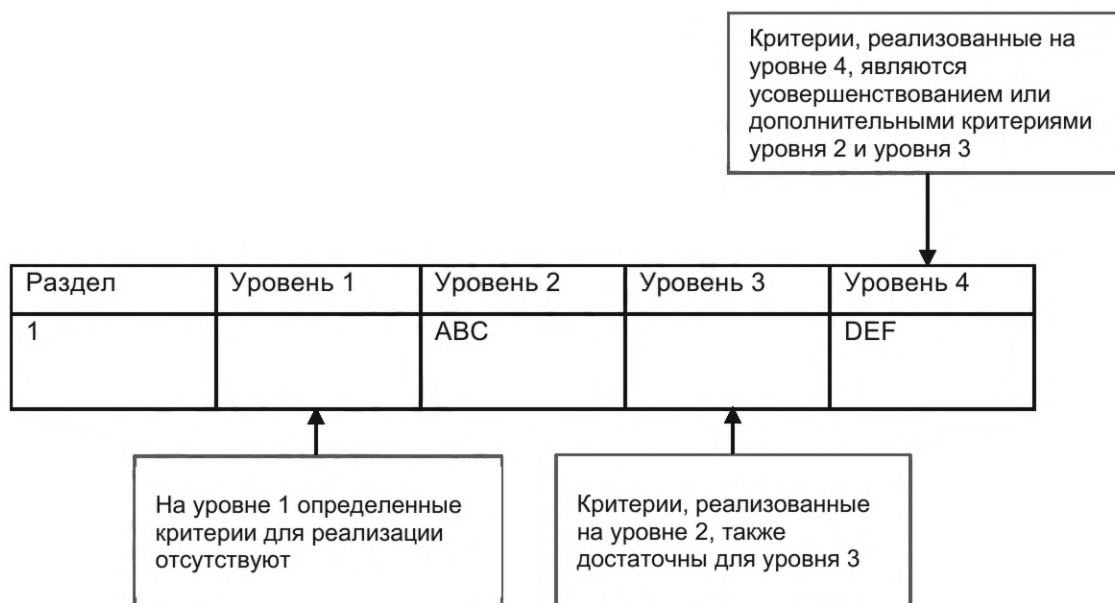 Критерии, реализованные на
уровне 4, являются
усовершенствованием или
дополнительными критериями
уровня 2 и уровня 3
Раздел Уровень 1 Уровень 2 Уровень 3 Уровень 4
1 ABC DEF
На уровне 1 определенные
критерии для реализации
отсутствуют
Критерии, реализованные
на уровне 2, также
достаточны для уровня 3